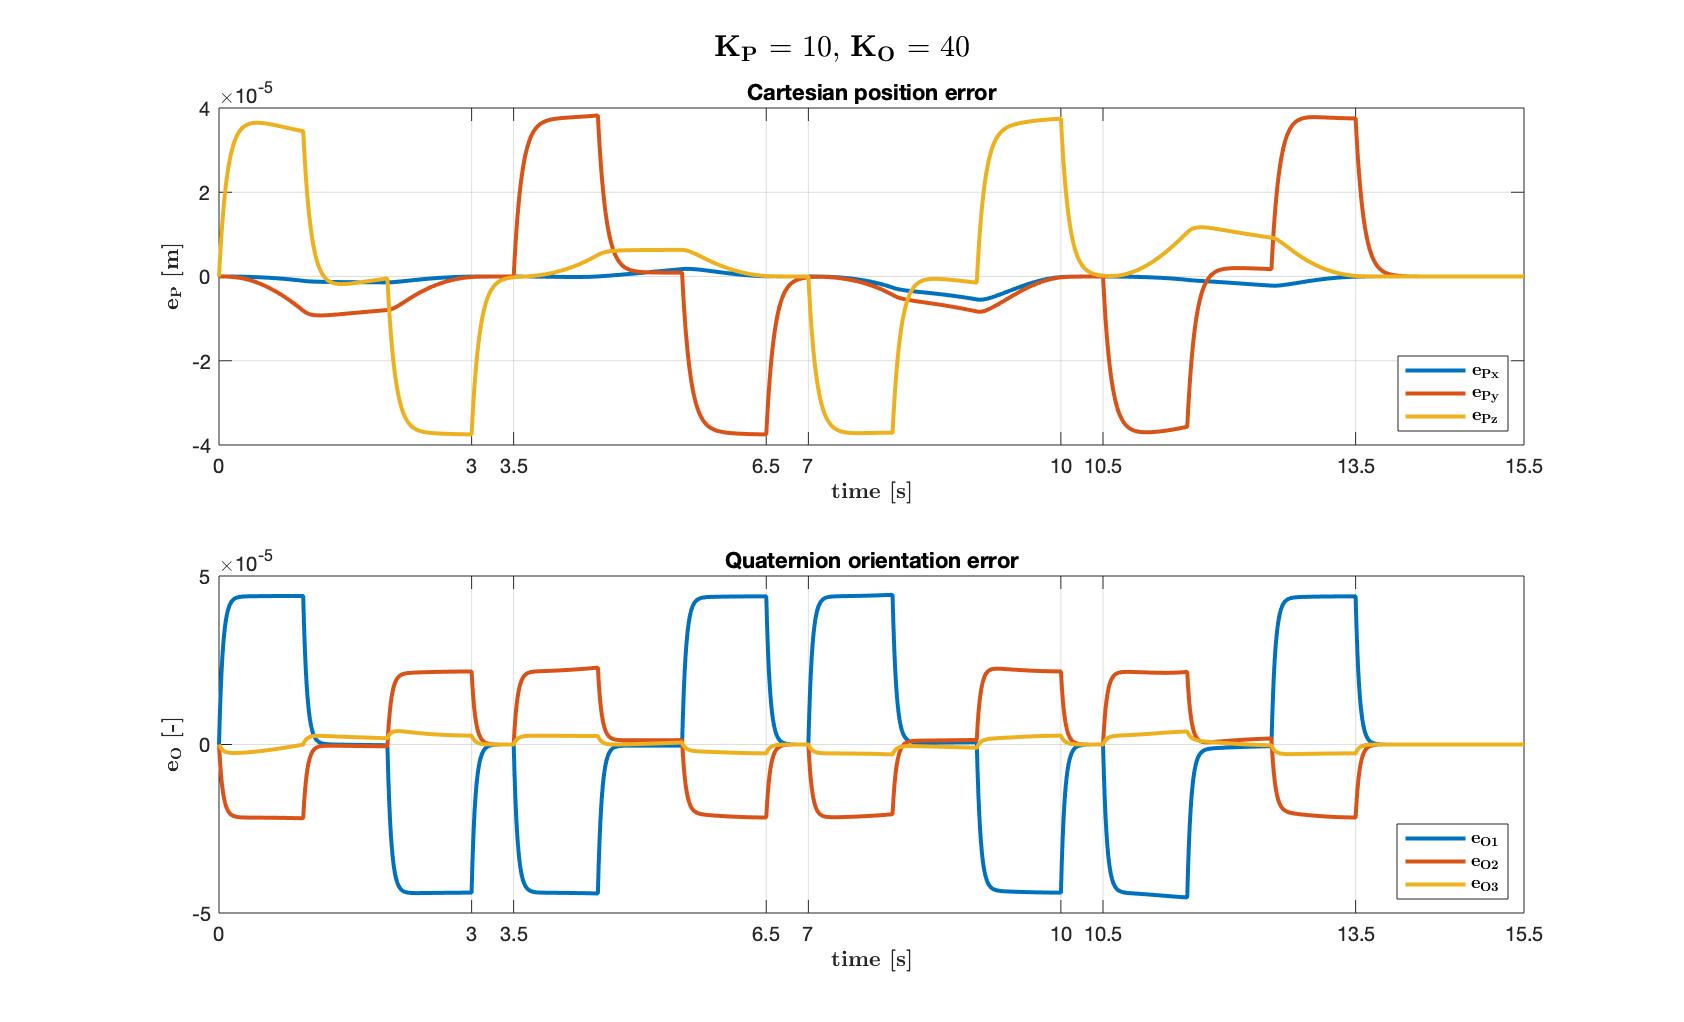 K_P = 10, K_O = 40
Cartesian position error
×10^-5
4
2
0
-2
-4
e_P [m]
e_Px
e_Py
e_Pz
0 3 3.5 6.5 7 10 10.5 13.5 15.5
time [s]
Quaternion orientation error
×10^-5
5
0
-5
e_O [-]
e_O1
e_O2
e_O3
0 3 3.5 6.5 7 10 10.5 13.5 15.5
time [s]